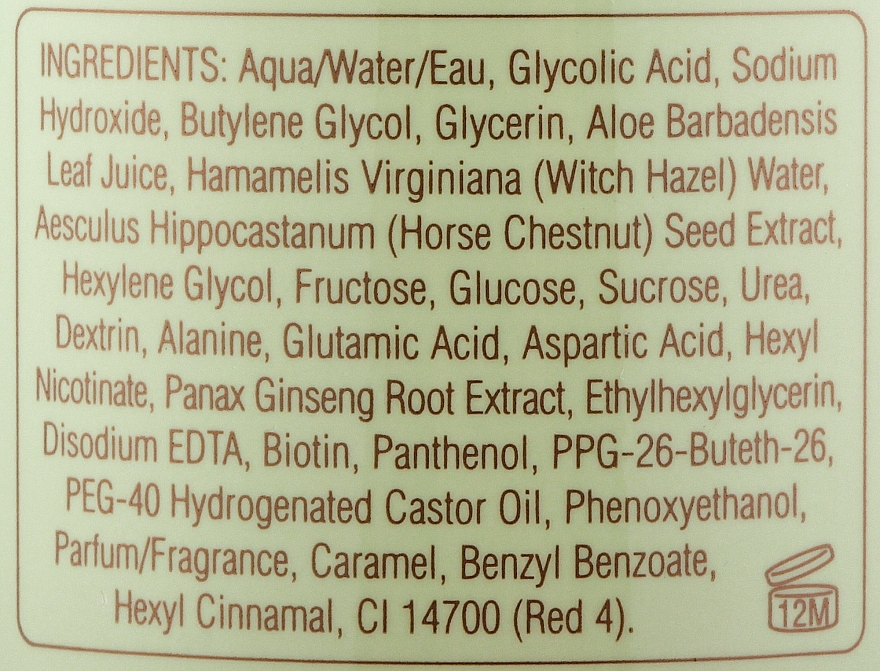 INGREDIENTS: Aqua/Water/Eau, Glycolic Acid, Sodium
Hydroxide, Butylene Glycol, Glycerin, Aloe Barbadensis
Leaf Juice, Hamamelis Virginiana (Witch Hazel) Water,
Aesculus Hippocastanum (Horse Chestnut) Seed Extract,
Hexylene Glycol, Fructose, Glucose, Sucrose, Urea,
Dextrin, Alanine, Glutamic Acid, Aspartic Acid, Hexyl
Nicotinate, Panax Ginseng Root Extract, Ethylhexylglycerin,
Disodium EDTA, Biotin, Panthenol, PPG-26-Buteth-26,
PEG-40 Hydrogenated Castor Oil, Phenoxyethanol,
Parfum/Fragrance, Caramel, Benzyl Benzoate,
Hexyl Cinnamal, CI 14700 (Red 4).
12M